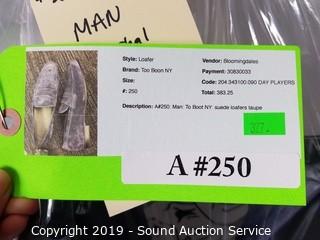 MAN
Style: Loafer
Brand: Too Boon NY
Size:
#: 250
Vendor: Bloomingdales
Payment: 30830033
Code: 204.343100.090 DAY PLAYERS
Total: 383.25
Description: A#250: Man: To Boot NY: suede loafers taupe
A #250
Copyright 2019 - Sound Auction Service